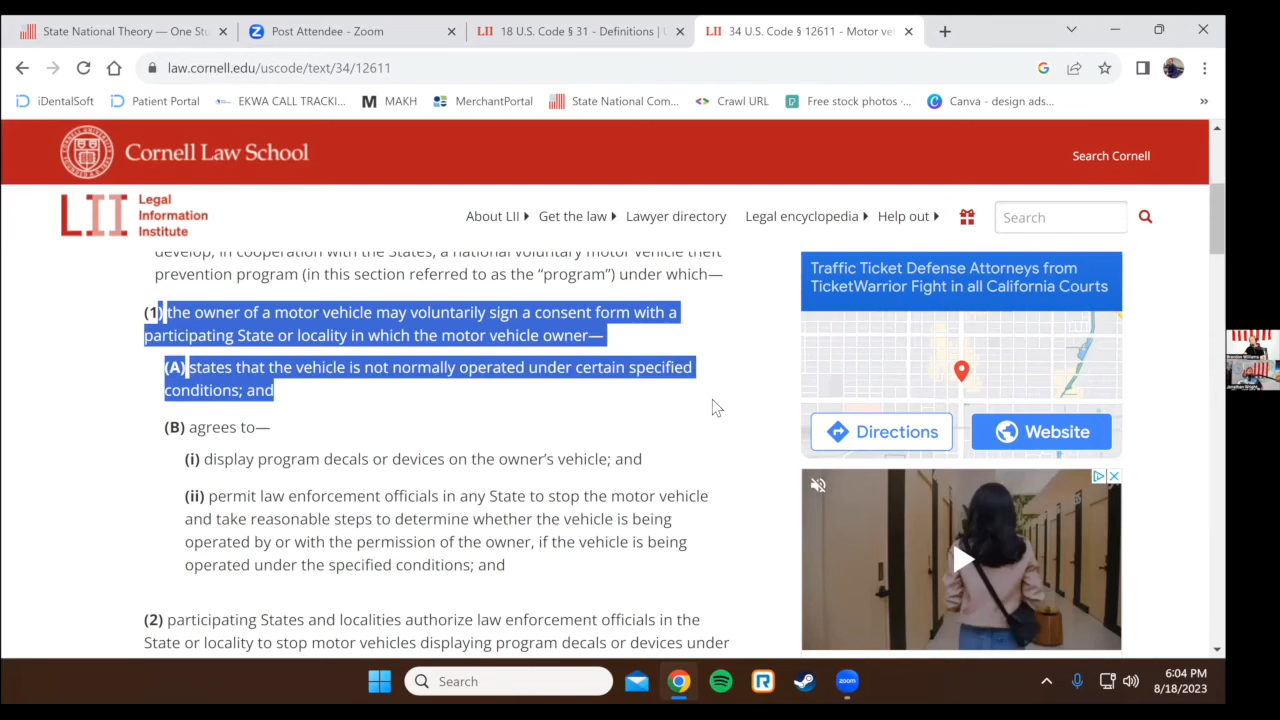 State National Theory — One Stu
Post Attendee - Zoom
LII 18 U.S. Code § 31 - Definitions | L
LII 34 U.S. Code § 12611 - Motor ve
law.cornell.edu/uscode/text/34/12611
iDentalSoft
Patient Portal
EKWA CALL TRACKI...
MAKH
MerchantPortal
State National Com...
Crawl URL
Free stock photos -...
Canva - design ads...
Cornell Law School
Search Cornell
LII Legal
Information
Institute
About LII
Get the law
Lawyer directory
Legal encyclopedia
Help out
Search
develop, in cooperation with the States, a national voluntary motor vehicle theft
prevention program (in this section referred to as the “program”) under which—
(1) the owner of a motor vehicle may voluntarily sign a consent form with a
participating State or locality in which the motor vehicle owner—
(A) states that the vehicle is not normally operated under certain specified
conditions; and
(B) agrees to—
(i) display program decals or devices on the owner’s vehicle; and
(ii) permit law enforcement officials in any State to stop the motor vehicle
and take reasonable steps to determine whether the vehicle is being
operated by or with the permission of the owner, if the vehicle is being
operated under the specified conditions; and
(2) participating States and localities authorize law enforcement officials in the
State or locality to stop motor vehicles displaying program decals or devices under
Traffic Ticket Defense Attorneys from
TicketWarrior Fight in all California Courts
Directions
Website
Search
zoom
6:04 PM
8/18/2023